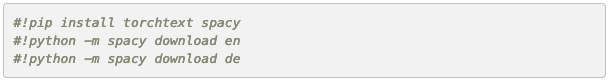 #!pip install torchtext spacy
#!python -m spacy download en
#!python -m spacy download de